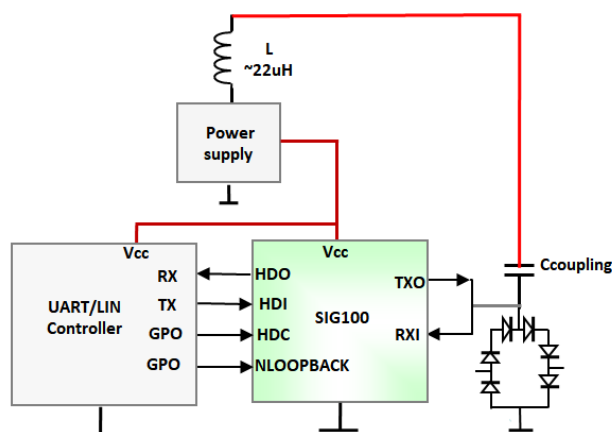 L
~22uH
Power
supply
Vcc
Vcc
RX
HDO
TXO
Ccoupling
TX
HDI
UART/LIN
Controller
SIG100
GPO
HDC
RXI
GPO
NLOOPBACK